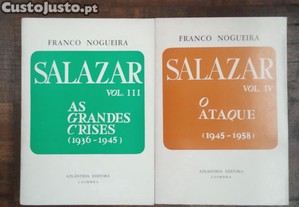 CustoJusto.pt
FRANCO NOGUEIRA
SALAZAR
VOL. III
AS
GRANDES
CRISES
(1936-1945)
ATLÂNTIDA EDITORA
COIMBRA
FRANCO NOGUEIRA
SALAZAR
VOL. IV
O
ATAQUE
(1945-1958)
ATLÂNTIDA EDITORA
COIMBRA